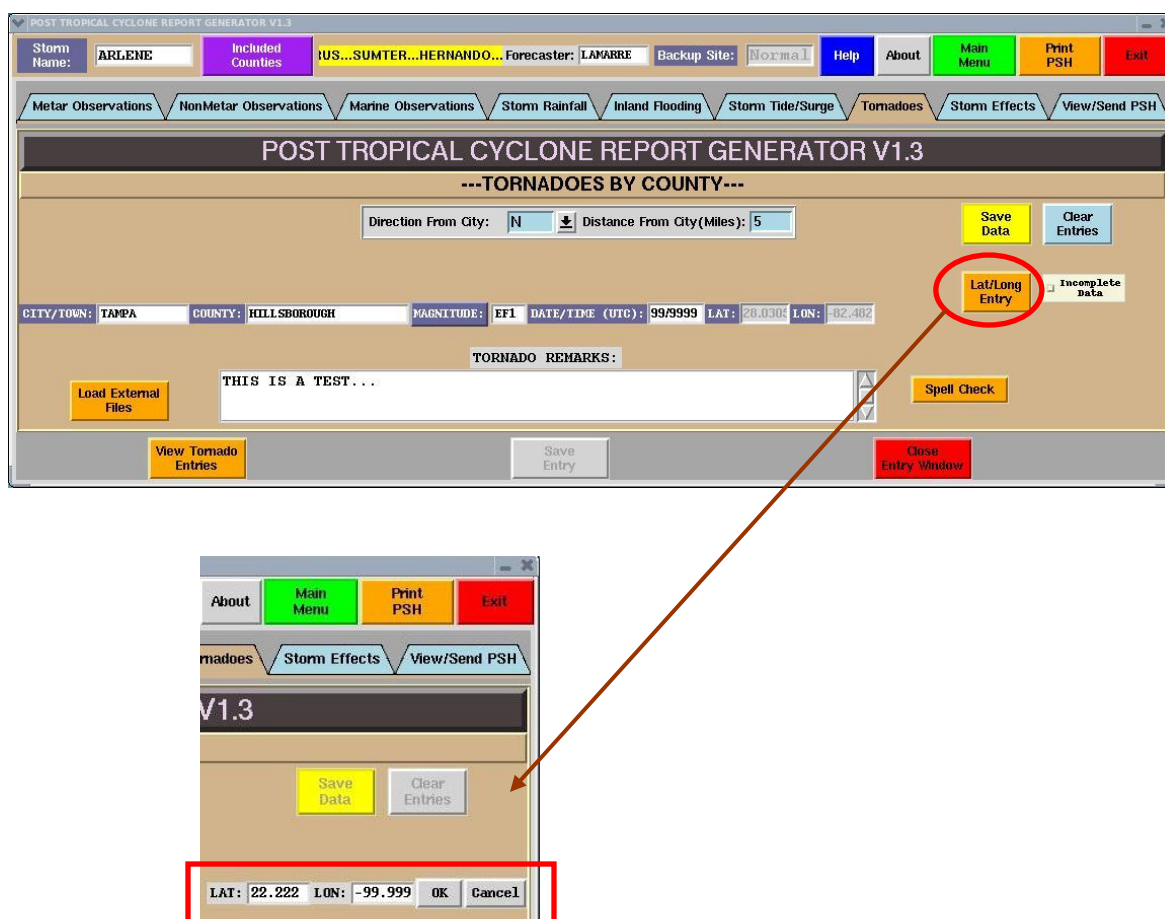 POST TROPICAL CYCLONE REPORT GENERATOR V1.3
Storm Name: ARLENE Included Counties RUS...SUMTER...HERNANDO... Forecaster: LAMARRE Backup Site: Normal Help About Main Menu Print PSH Exit
Metar Observations NonMetar Observations Marine Observations Storm Rainfall Inland Flooding Storm Tide/Surge Tornadoes Storm Effects View/Send PSH
POST TROPICAL CYCLONE REPORT GENERATOR V1.3
---TORNADOES BY COUNTY---
Direction From City: N Distance From City(Miles): 5 Save Data Clear Entries
Lat/Long Entry Incomplete Data
CITY/TOWN: TAMPA COUNTY: HILLSBOROUGH MAGNITUDE: EF1 DATE/TIME (UTC): 99/9999 LAT: 28.030 LON: -82.482
TORNADO REMARKS:
Load External Files THIS IS A TEST... Spell Check
View Tornado Entries Save Entry Close Entry Window
About Main Menu Print PSH Exit
rnadoes Storm Effects View/Send PSH
V1.3
Save Data Clear Entries
LAT: 22.222 LON: -99.999 OK Cancel